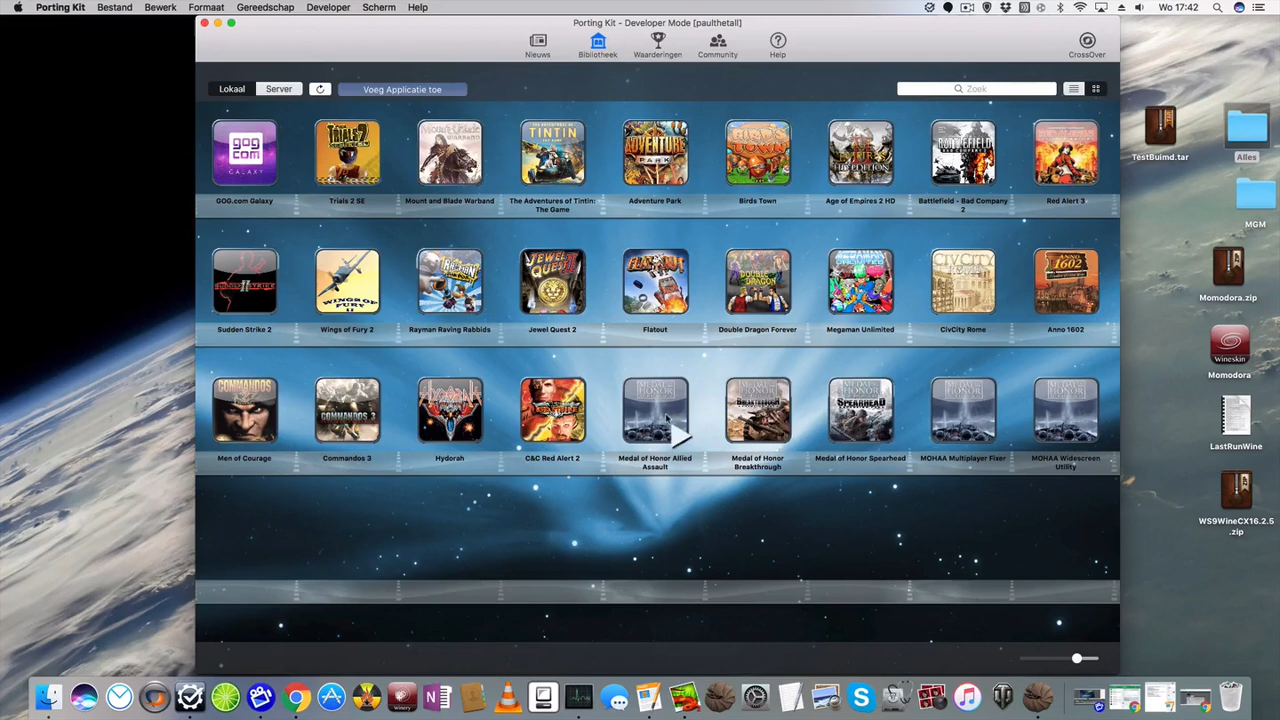 Porting Kit Bestand Bewerk Formaat Gereedschap Developer Scherm Help Wo 17:42
Porting Kit - Developer Mode [paulthetall]
Nieuws Bibliotheek Waarderingen Community Help CrossOver
Lokaal Server Voeg Applicatie toe Zoek
GOG.com Galaxy
Trials 2 SE
Mount and Blade Warband
The Adventures of Tintin:
The Game
Adventure Park
Birds Town
Age of Empires 2 HD
Battlefield - Bad Company
2
Red Alert 3
Sudden Strike 2
Wings of Fury 2
Rayman Raving Rabbids
Jewel Quest 2
Flatout
Double Dragon Forever
Megaman Unlimited
CivCity Rome
Anno 1602
Men of Courage
Commandos 3
Hydorah
C&C Red Alert 2
Medal of Honor Allied
Assault
Medal of Honor
Breakthrough
Medal of Honor Spearhead
MOHAA Multiplayer Fixer
MOHAA Widescreen
Utility
TestBuimd.tar
Alles
MGM
Momodora.zip
Wineskin
Momodora
LastRunWine
WS9WineCX16.2.5
.zip